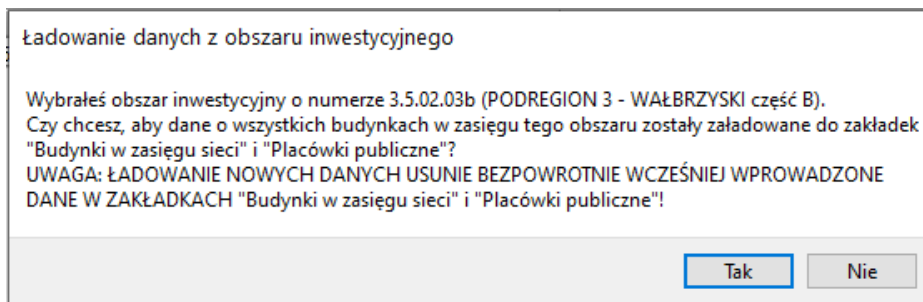 Ładowanie danych z obszaru inwestycyjnego
Wybrałeś obszar inwestycyjny o numerze 3.5.02.03b (PODREGION 3 - WAŁBRZYSKI część B).
Czy chcesz, aby dane o wszystkich budynkach w zasięgu tego obszaru zostały załadowane do zakładek
"Budynki w zasięgu sieci" i "Placówki publiczne"?
UWAGA: ŁADOWANIE NOWYCH DANYCH USUNIE BEZPOWROTNIE WCZEŚNIEJ WPROWADZONE
DANE W ZAKŁADKACH "Budynki w zasięgu sieci" i "Placówki publiczne"!
Tak
Nie